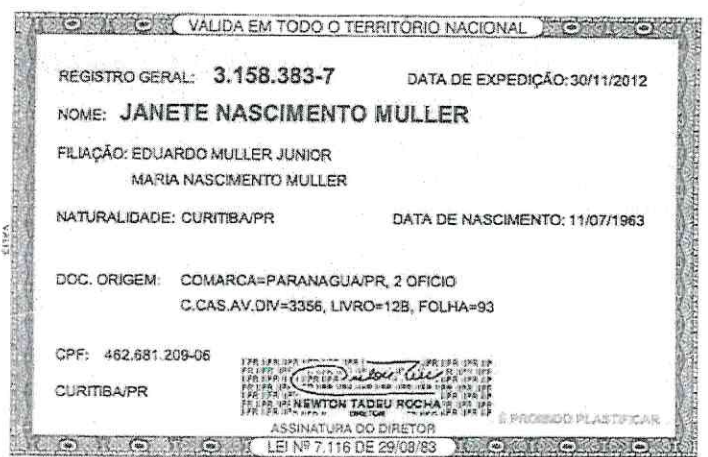 VALIDA EM TODO O TERRITÓRIO NACIONAL
REGISTRO GERAL: 3.158.383-7 DATA DE EXPEDIÇÃO:30/11/2012
NOME: JANETE NASCIMENTO MULLER
FILIAÇÃO: EDUARDO MULLER JUNIOR
MARIA NASCIMENTO MULLER
NATURALIDADE: CURITIBA/PR DATA DE NASCIMENTO: 11/07/1963
DOC. ORIGEM: COMARCA=PARANAGUA/PR, 2 OFICIO
C.CAS.AV.DIV=3356, LIVRO=12B, FOLHA=93
CPF: 462.681.209-06
CURITIBA/PR
NEWTON TADEU ROCHA
DIRETOR
É PROIBIDO PLASTIFICAR
ASSINATURA DO DIRETOR
LEI Nº 7.116 DE 29/08/83